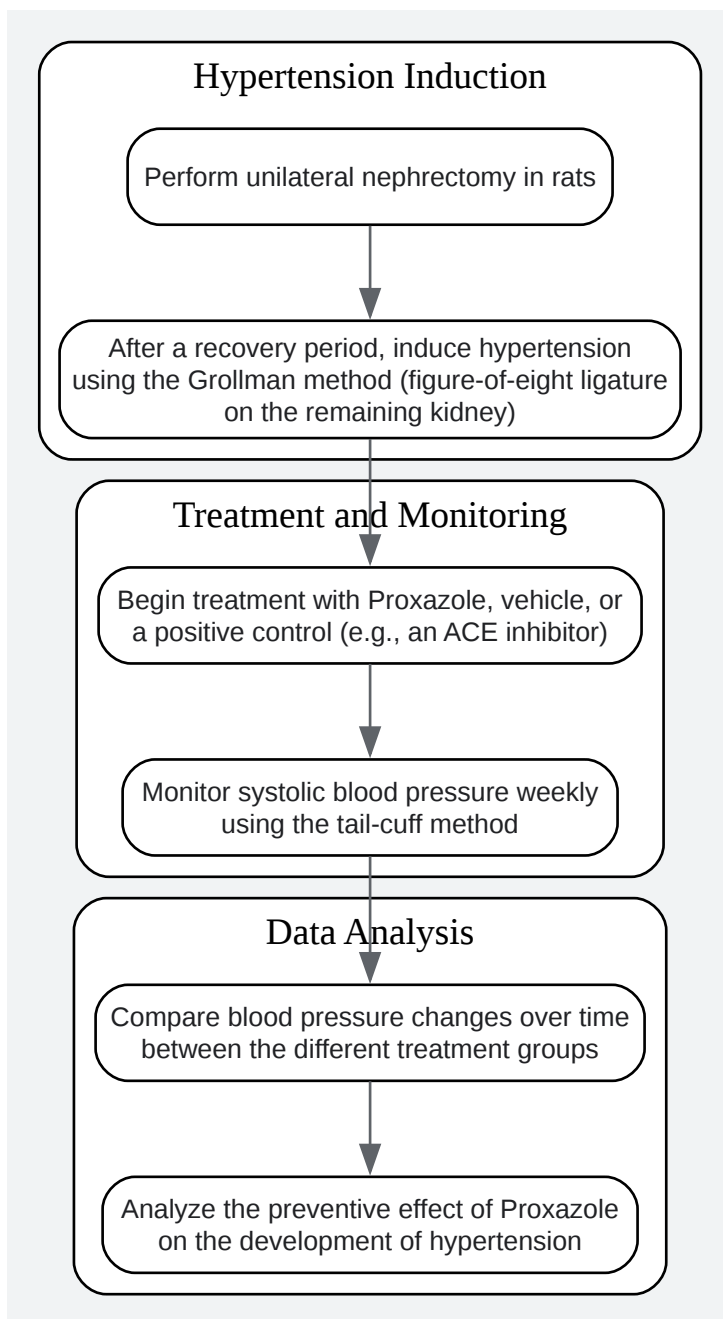 Hypertension Induction
Perform unilateral nephrectomy in rats
After a recovery period, induce hypertension
using the Grollman method (figure-of-eight ligature
on the remaining kidney)
Treatment and Monitoring
Begin treatment with Proxazole, vehicle, or
a positive control (e.g., an ACE inhibitor)
Monitor systolic blood pressure weekly
using the tail-cuff method
Data Analysis
Compare blood pressure changes over time
between the different treatment groups
Analyze the preventive effect of Proxazole
on the development of hypertension